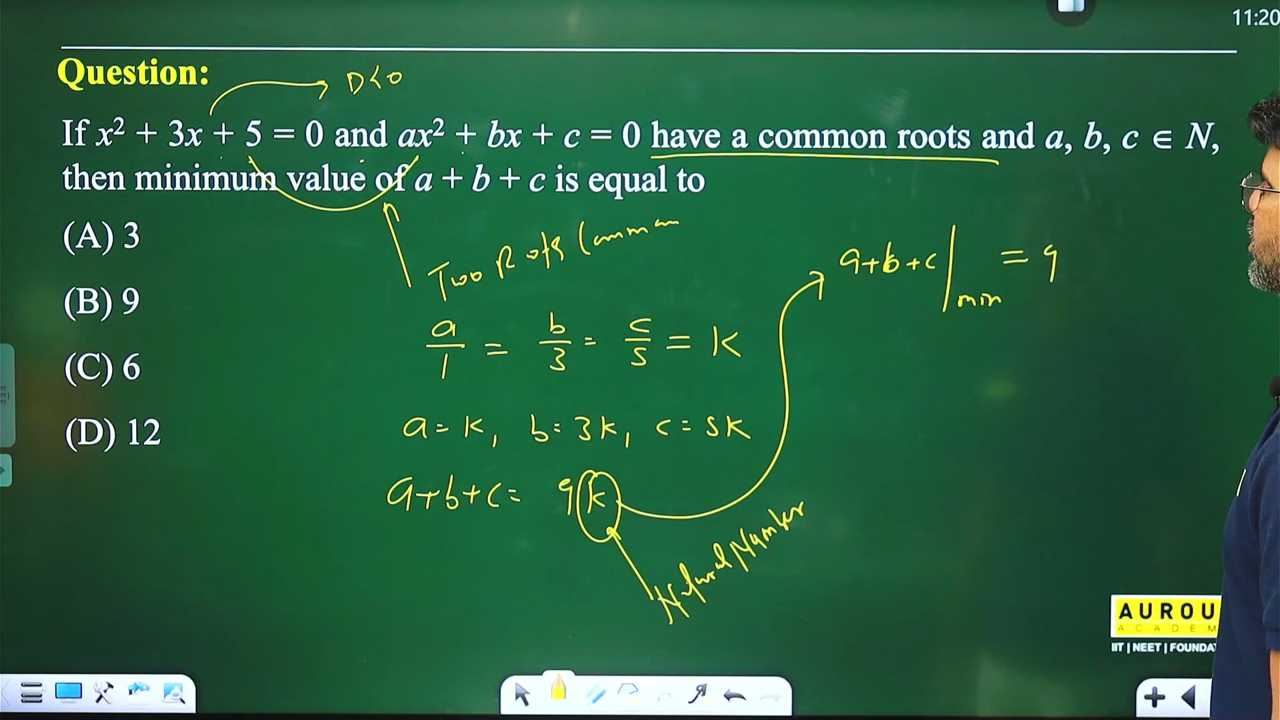 11:20
Question:
D<0
If x² + 3x + 5 = 0 and ax² + bx + c = 0 have a common roots and a, b, c ∈ N,
then minimum value of a + b + c is equal to
(A) 3
(B) 9
(C) 6
(D) 12
Two Roots Common
a/1 = b/3 = c/5 = k
a = k, b = 3k, c = 5k
a+b+c = 9k
Natural Number
a+b+c|min = 9
AUROU
ACADEM
IIT | NEET | FOUNDA